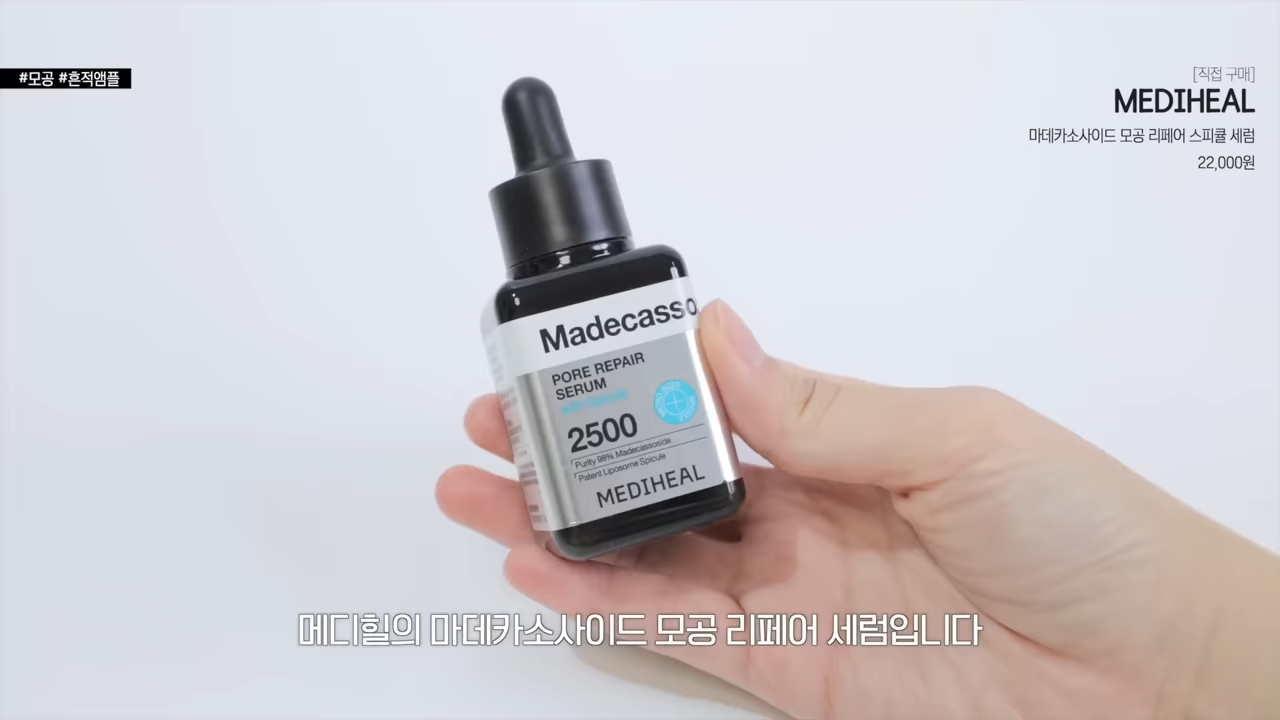 #모공 #흔적앰플
[직접 구매]
MEDIHEAL
마데카소사이드 모공 리페어 스피큘 세럼
22,000원
Madecasso
PORE REPAIR
SERUM
2500
Purity 98% Madecassoside
Patent Liposome Spicule
MEDIHEAL
메디힐의 마데카소사이드 모공 리페어 세럼입니다